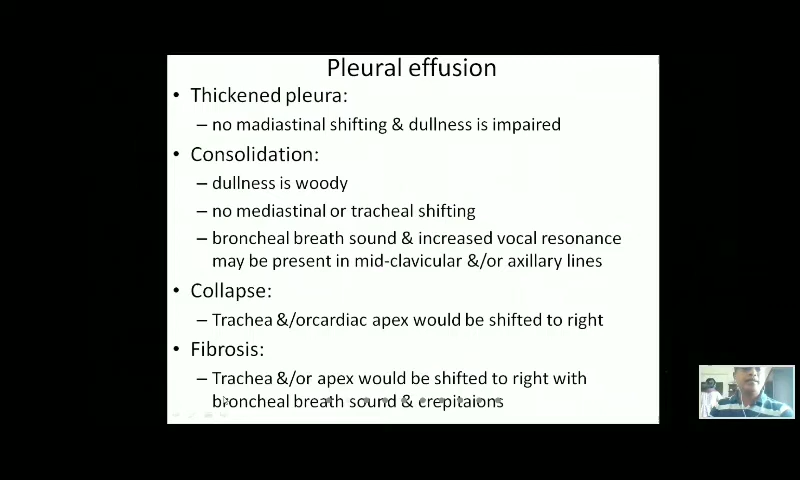 Pleural effusion
• Thickened pleura:
– no madiastinal shifting & dullness is impaired
• Consolidation:
– dullness is woody
– no mediastinal or tracheal shifting
– broncheal breath sound & increased vocal resonance
may be present in mid-clavicular &/or axillary lines
• Collapse:
– Trachea &/orcardiac apex would be shifted to right
• Fibrosis:
– Trachea &/or apex would be shifted to right with
broncheal breath sound & crepitaions